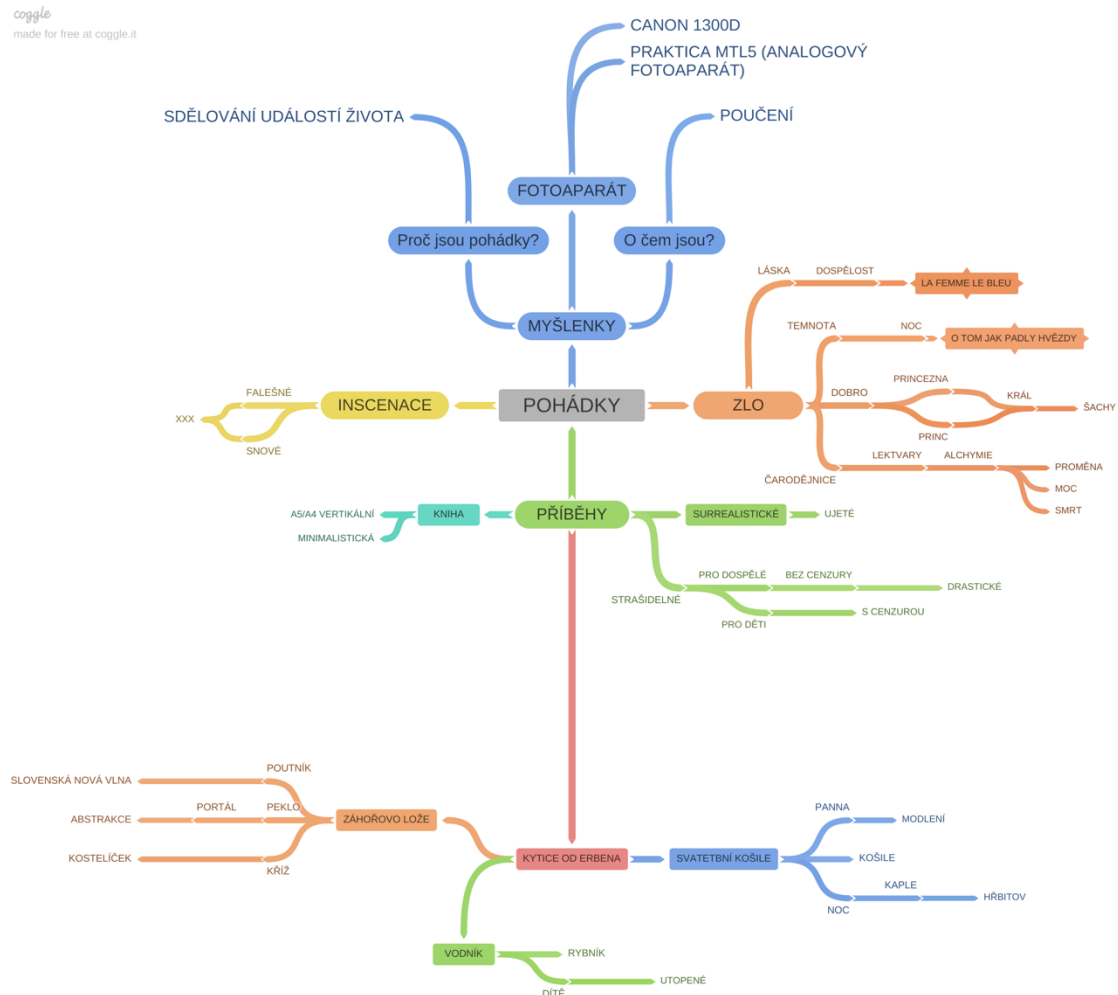 coggle
made for free at coggle.it
CANON 1300D
PRAKTICA MTL5 (ANALOGOVÝ
FOTOAPARÁT)
SDĚLOVÁNÍ UDÁLOSTÍ ŽIVOTA
POUČENÍ
FOTOAPARÁT
Proč jsou pohádky?
O čem jsou?
LÁSKA
DOSPĚLOST
LA FEMME LE BLEU
MYŠLENKY
TEMNOTA
NOC
O TOM JAK PADLY HVĚZDY
INSCENACE
FALEŠNÉ
XXX
SNOVÉ
POHÁDKY
ZLO
DOBRO
PRINCEZNA
KRÁL
ŠACHY
PRINC
ČARODĚJNICE
LEKTVARY
ALCHYMIE
PROMĚNA
MOC
SMRT
A5/A4 VERTIKÁLNÍ
MINIMALISTICKÁ
KNIHA
PŘÍBĚHY
SURREALISTICKÉ
UJETÉ
STRAŠIDELNÉ
PRO DOSPĚLÉ
BEZ CENZURY
DRASTICKÉ
PRO DĚTI
S CENZUROU
SLOVENSKÁ NOVÁ VLNA
POUTNÍK
ABSTRAKCE
PORTÁL
PEKLO
KOSTELÍČEK
KŘÍŽ
ZÁHOŘOVO LOŽE
KYTICE OD ERBENA
SVATETBNÍ KOŠILE
PANNA
MODLENÍ
KOŠILE
NOC
KAPLE
HŘBITOV
VODNÍK
RYBNÍK
DÍTĚ
UTOPENÉ